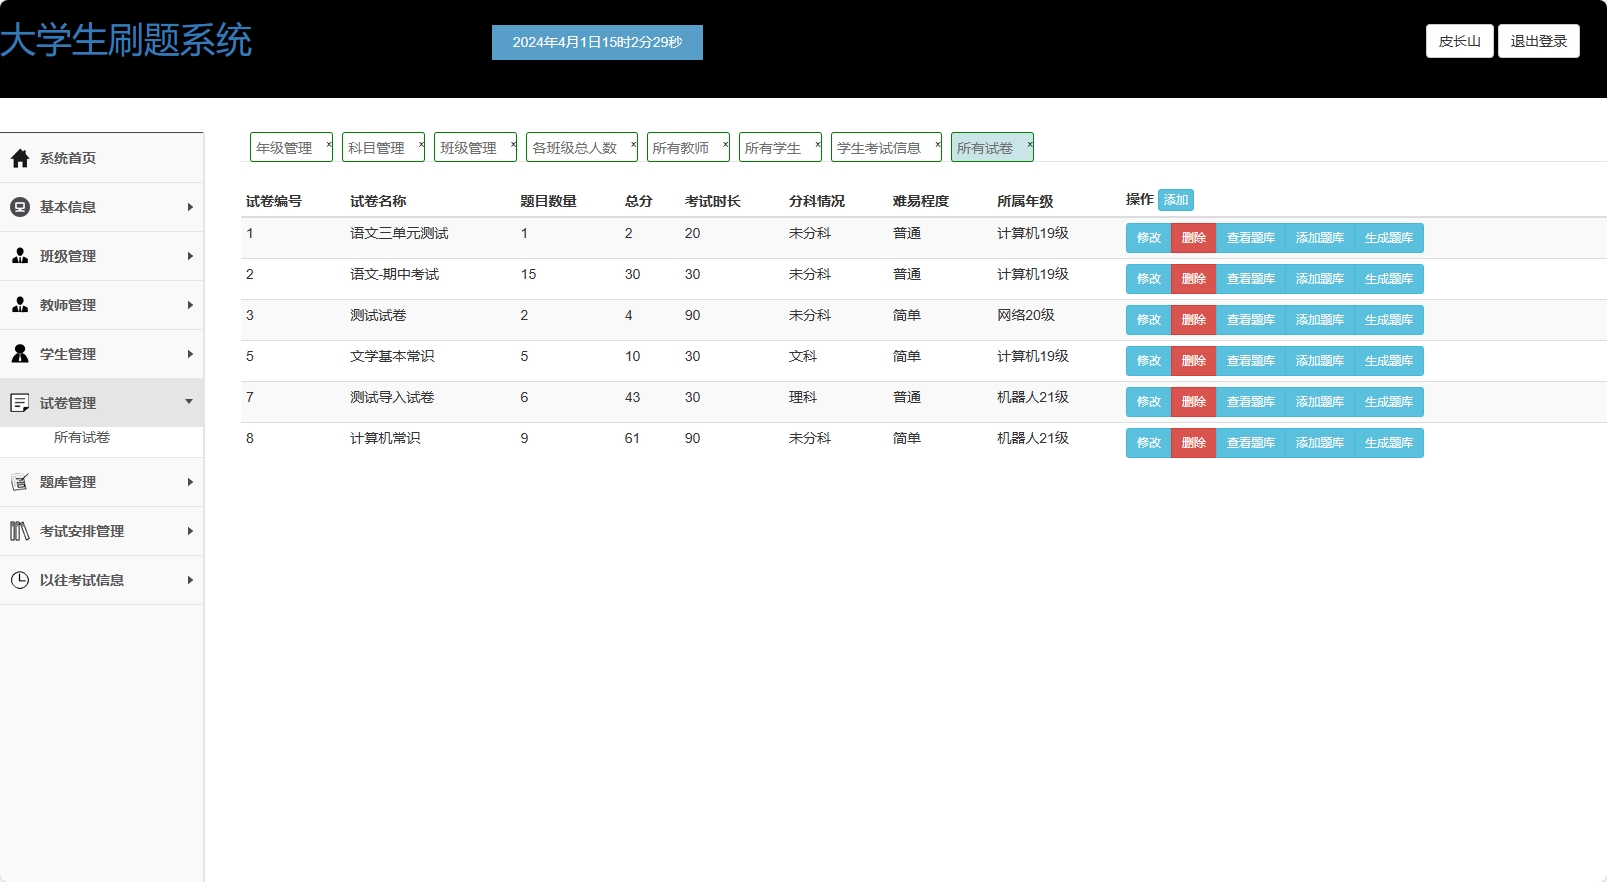 大学生刷题系统
2024年4月1日15时2分29秒
皮长山 退出登录
系统首页
基本信息
班级管理
教师管理
学生管理
试卷管理
所有试卷
题库管理
考试安排管理
以往考试信息
年级管理 × 科目管理 × 班级管理 × 各班级总人数 × 所有教师 × 所有学生 × 学生考试信息 × 所有试卷 ×
试卷编号 试卷名称 题目数量 总分 考试时长 分科情况 难易程度 所属年级 操作 添加
1 语文三单元测试 1 2 20 未分科 普通 计算机19级 修改 删除 查看题库 添加题库 生成题库
2 语文-期中考试 15 30 30 未分科 普通 计算机19级 修改 删除 查看题库 添加题库 生成题库
3 测试试卷 2 4 90 未分科 简单 网络20级 修改 删除 查看题库 添加题库 生成题库
5 文学基本常识 5 10 30 文科 简单 计算机19级 修改 删除 查看题库 添加题库 生成题库
7 测试导入试卷 6 43 30 理科 普通 机器人21级 修改 删除 查看题库 添加题库 生成题库
8 计算机常识 9 61 90 未分科 简单 机器人21级 修改 删除 查看题库 添加题库 生成题库